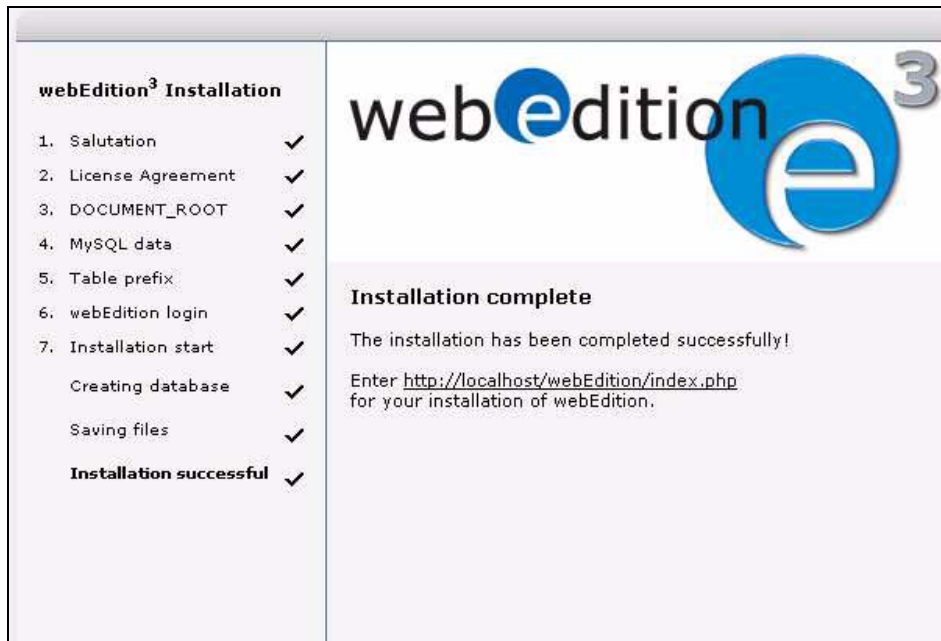 webEdition³ Installation
1. Salutation ✓
2. License Agreement ✓
3. DOCUMENT_ROOT ✓
4. MySQL data ✓
5. Table prefix ✓
6. webEdition login ✓
7. Installation start ✓
Creating database ✓
Saving files ✓
Installation successful ✓
webedition
e³
Installation complete
The installation has been completed successfully!
Enter http://localhost/webEdition/index.php
for your installation of webEdition.